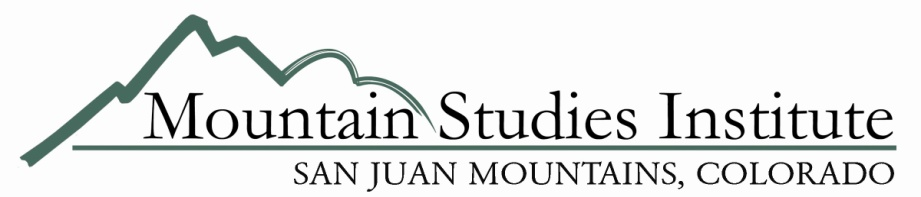 Mountain Studies Institute
SAN JUAN MOUNTAINS, COLORADO